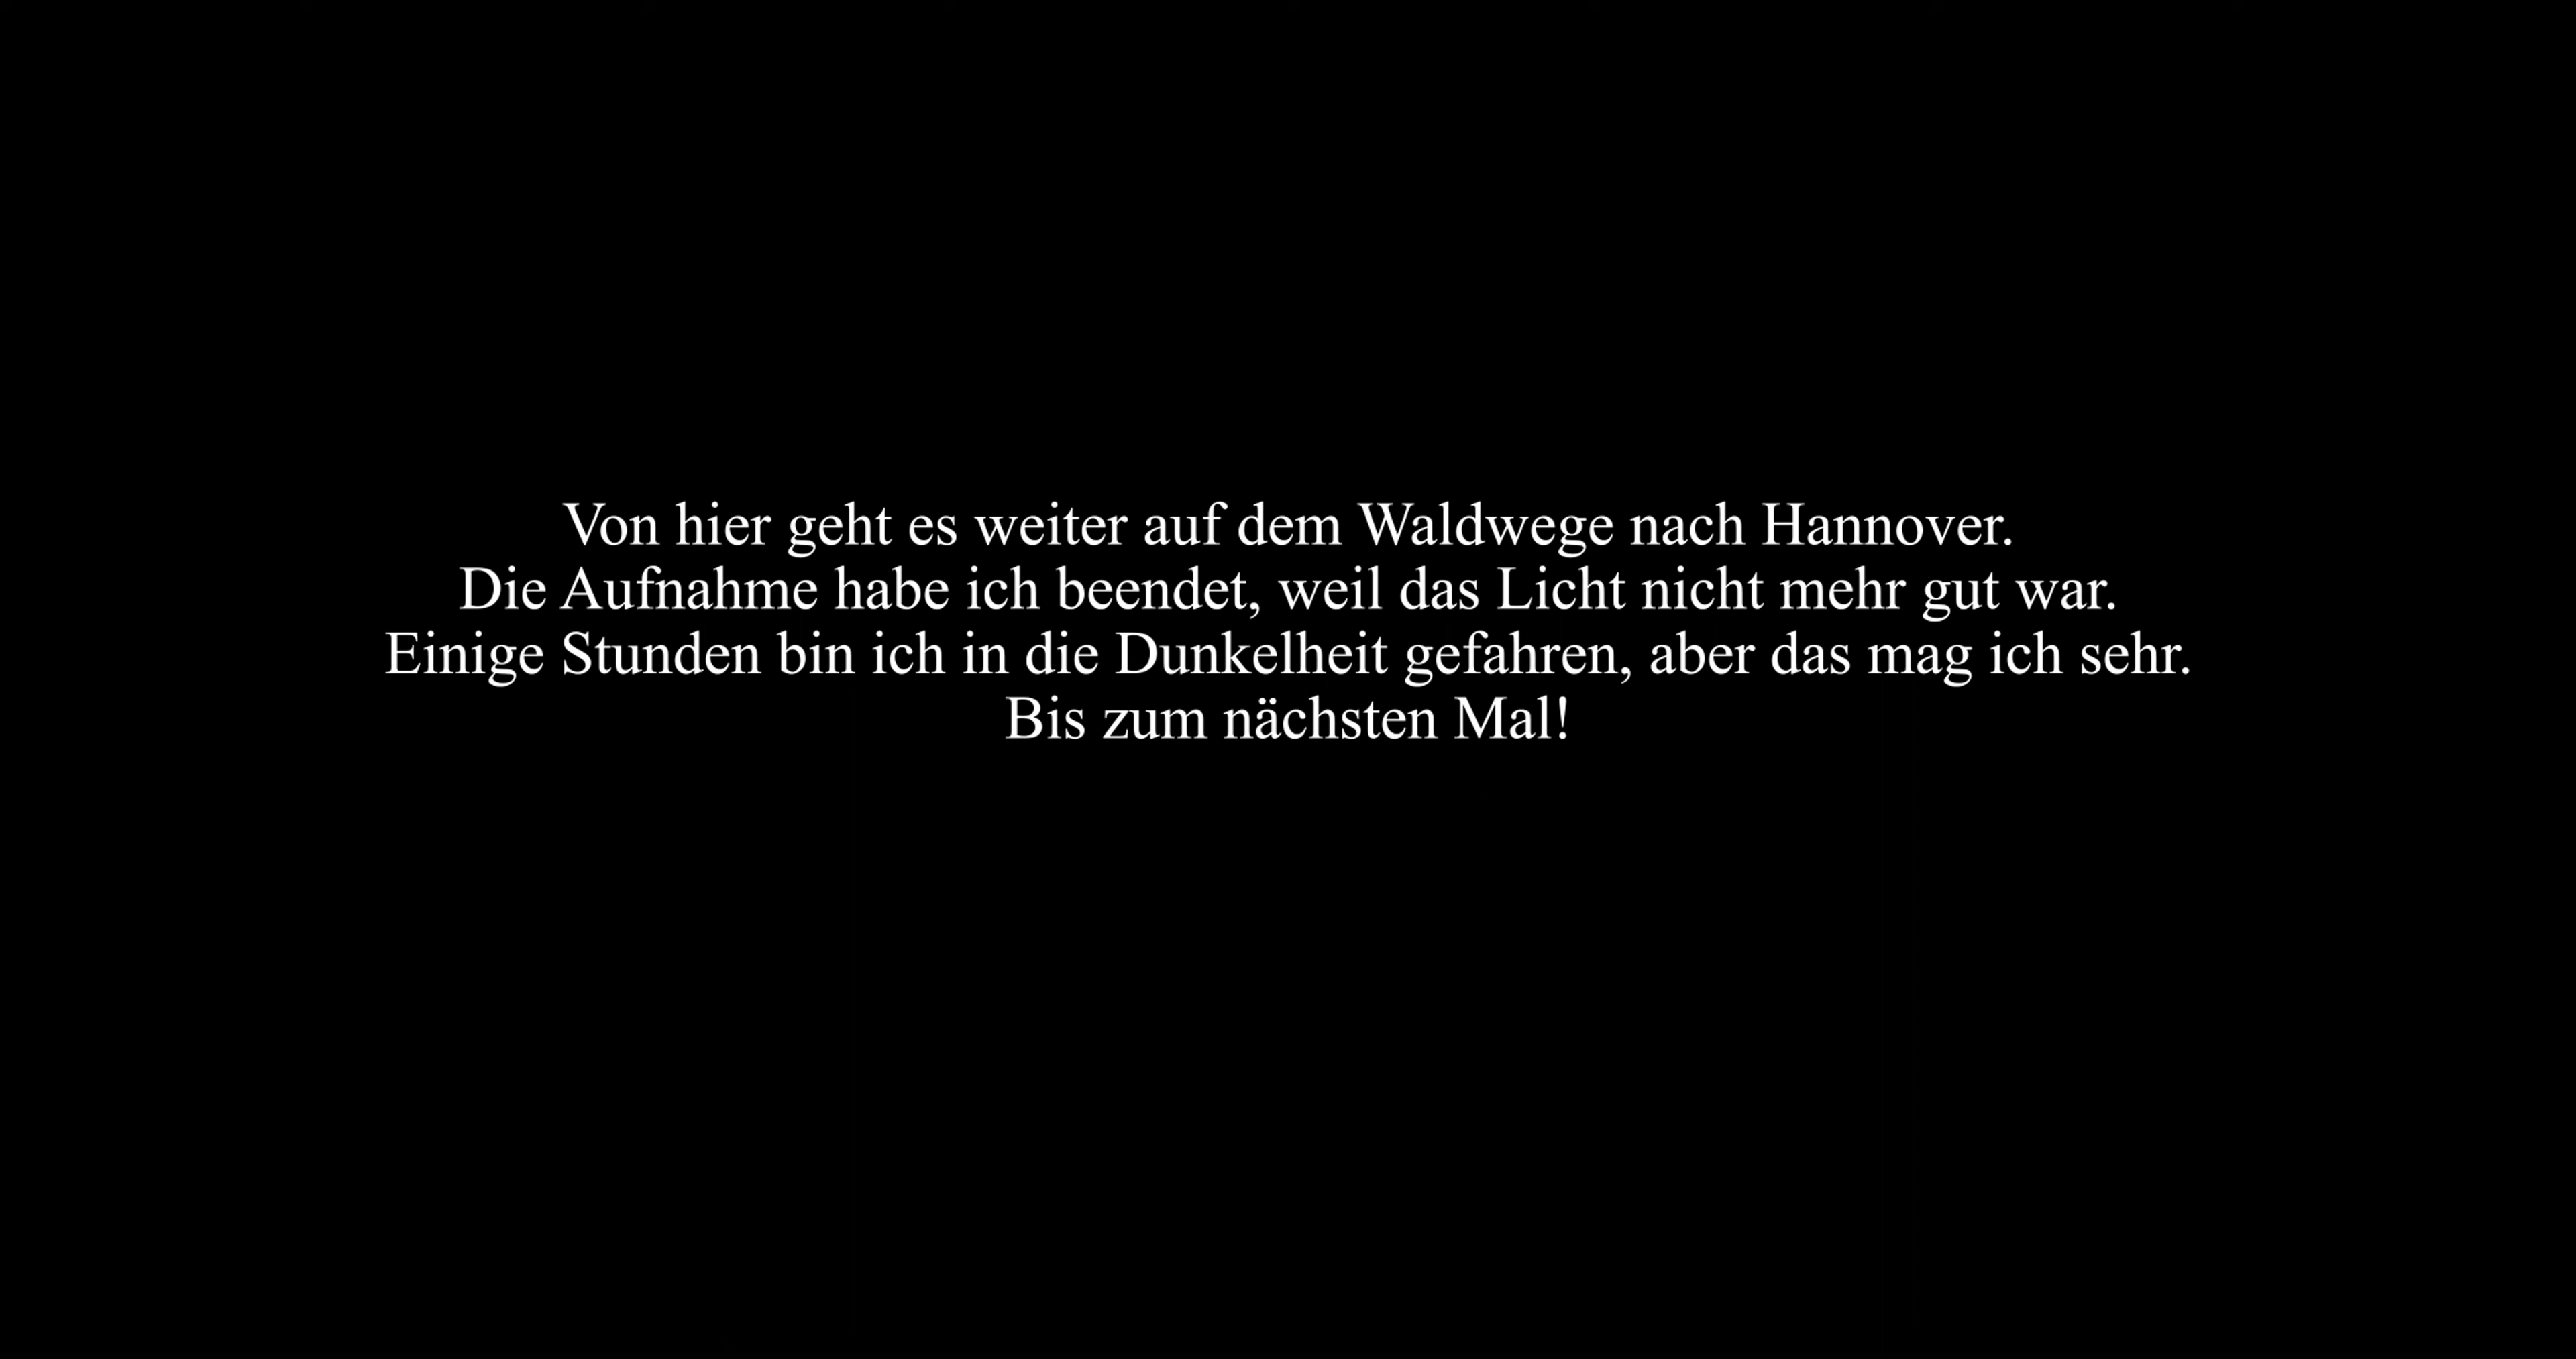 Von hier geht es weiter auf dem Waldwege nach Hannover.
Die Aufnahme habe ich beendet, weil das Licht nicht mehr gut war.
Einige Stunden bin ich in die Dunkelheit gefahren, aber das mag ich sehr.
Bis zum nächsten Mal!